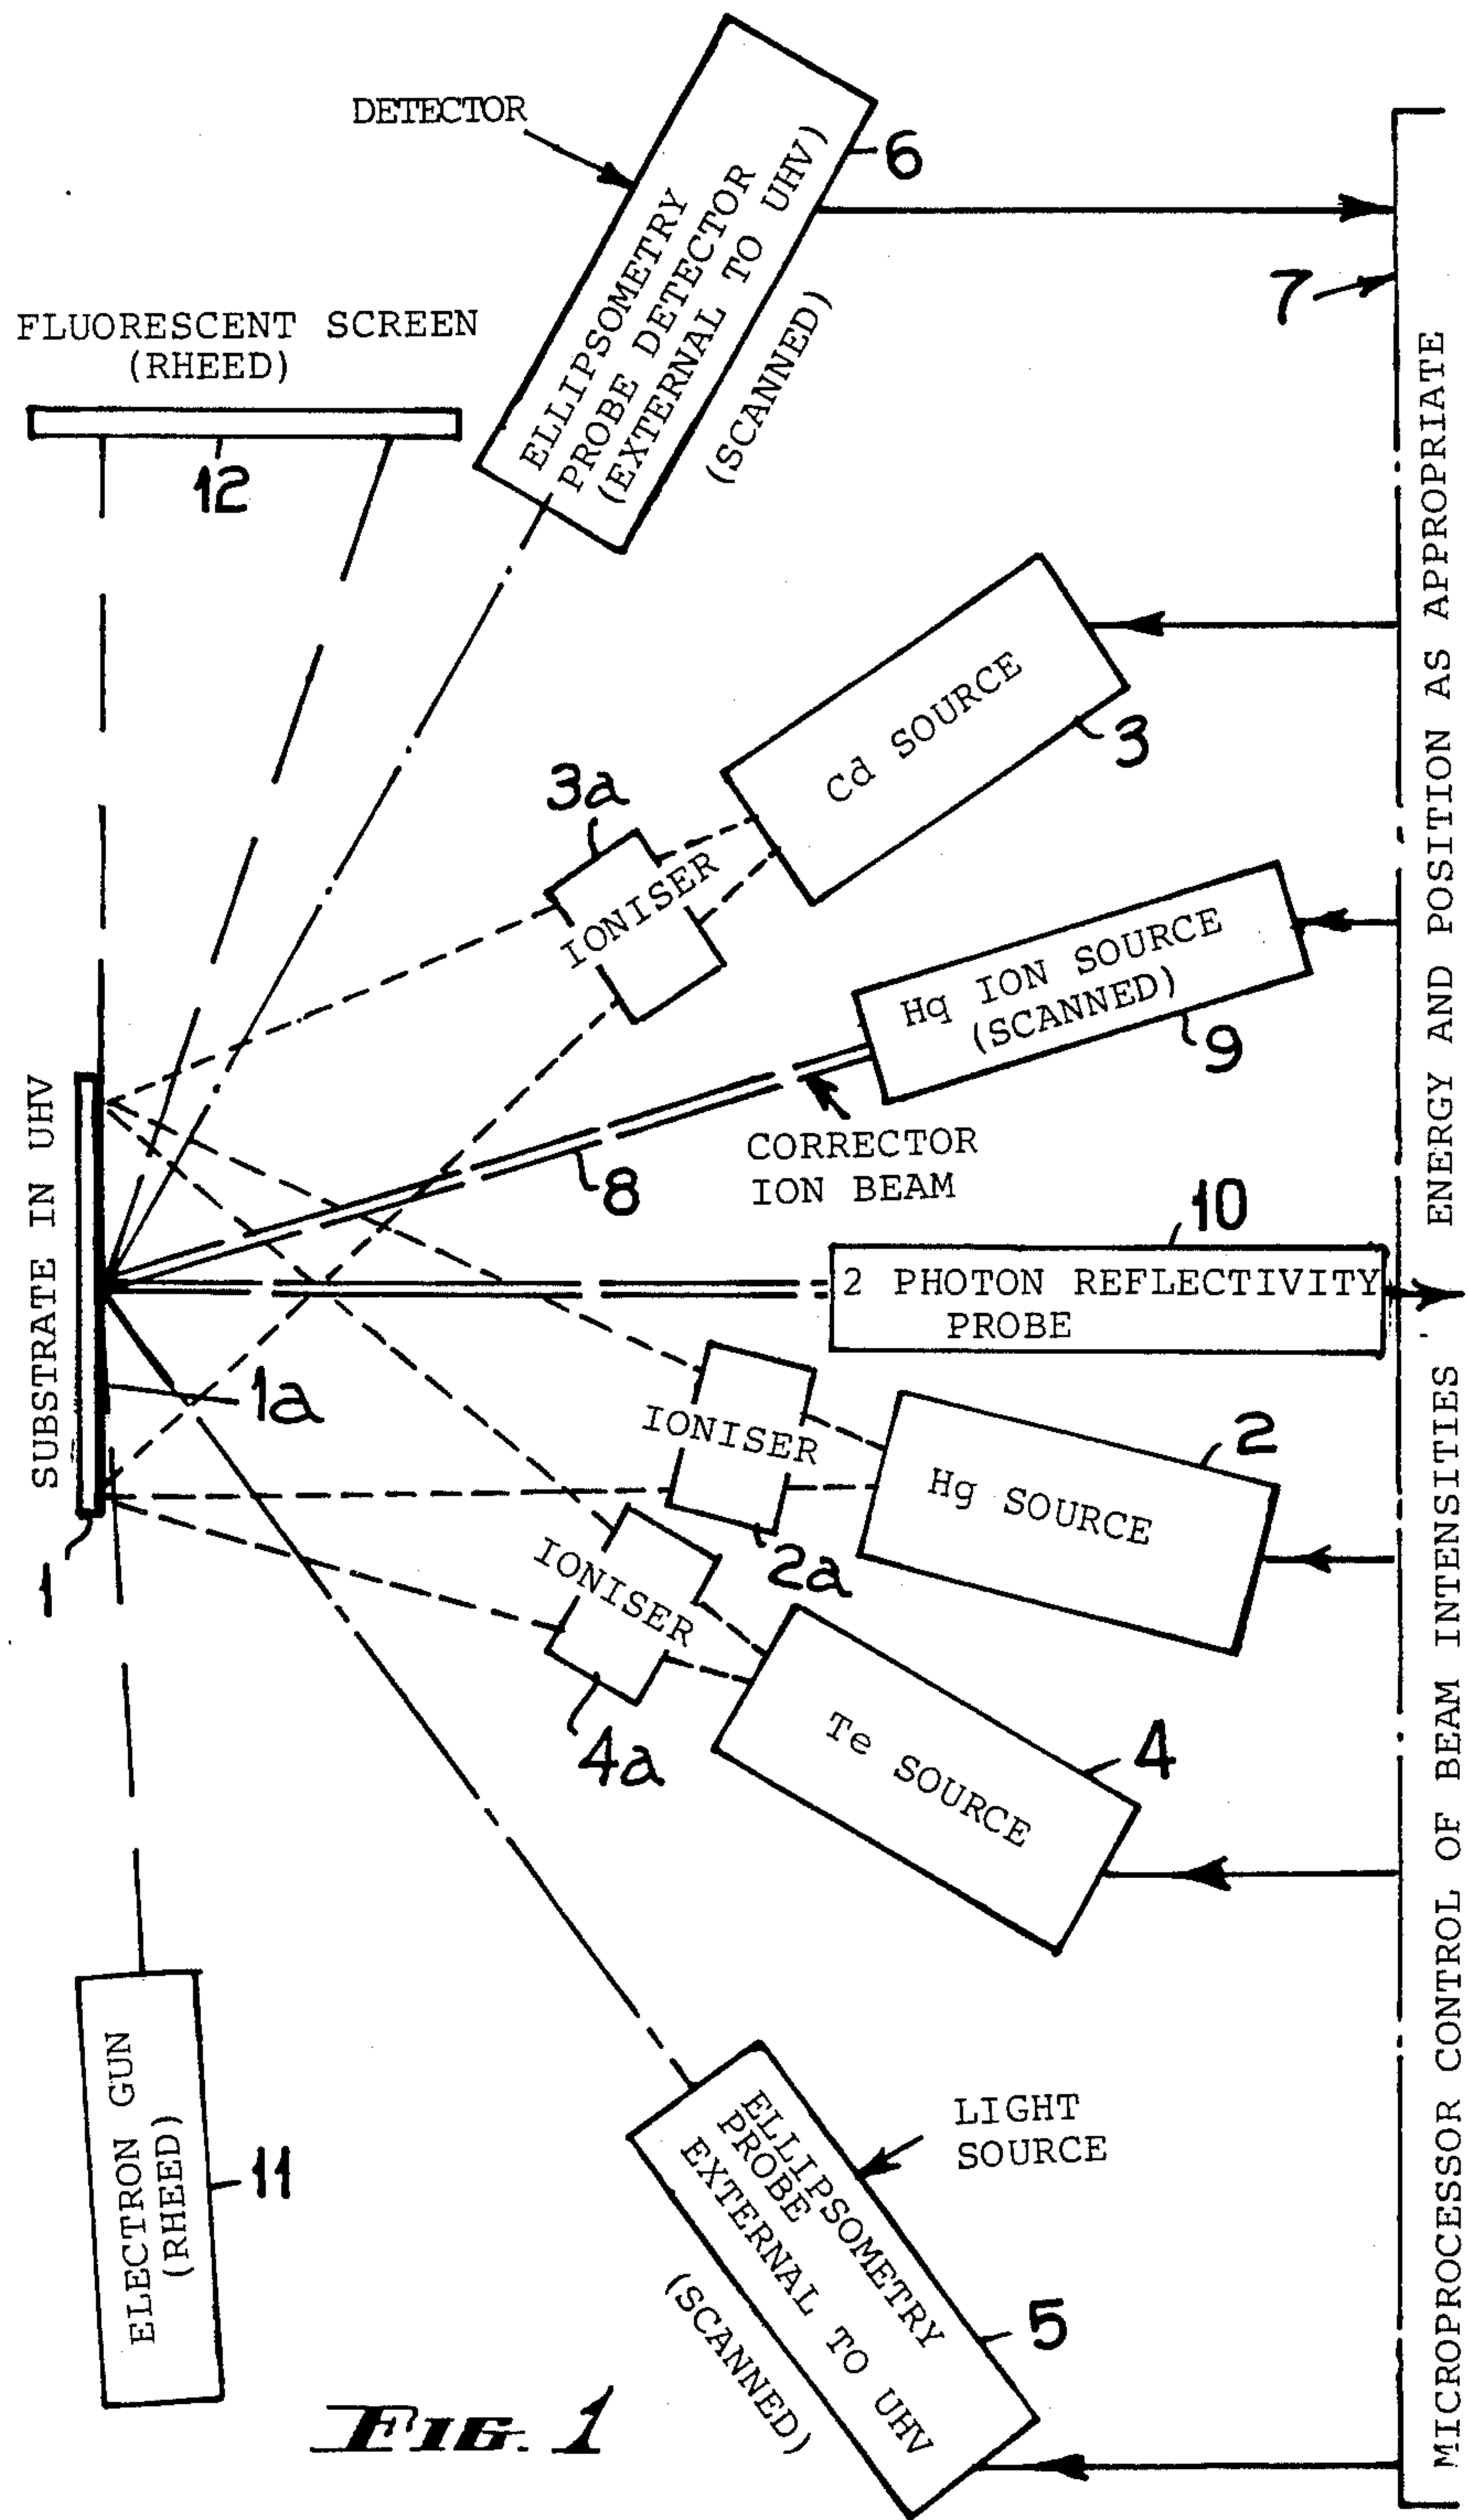 DETECTOR
ELLIPSOMETRY
PROBE DETECTOR
(EXTERNAL TO UHV)
(SCANNED)
6
7
FLUORESCENT SCREEN
(RHEED)
12
Cd SOURCE
3
3a
IONISER
Hq ION SOURCE
(SCANNED)
9
CORRECTOR
ION BEAM
8
SUBSTRATE IN UHV
1
1a
10
2 PHOTON REFLECTIVITY
PROBE
IONISER
2a
Hg SOURCE
2
IONISER
4a
Te SOURCE
4
ELECTRON GUN
(RHEED)
11
LIGHT
SOURCE
ELLIPSOMETRY
PROBE
EXTERNAL TO UHV
(SCANNED)
5
MICROPROCESSOR CONTROL OF BEAM INTENSITIES ENERGY AND POSITION AS APPROPRIATE
FIG. 1